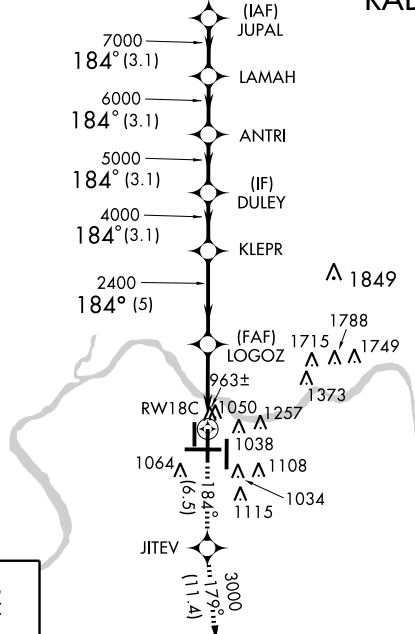 (IAF)
JUPAL
7000
184° (3.1)
LAMAH
6000
184° (3.1)
ANTRI
5000
184° (3.1)
(IF)
DULEY
4000
184° (3.1)
KLEPR
2400
184° (5)
1849
1788
(FAF)
LOGOZ
1715
1749
1373
963±
RW18C
1050
1257
1038
1064
1108
1034
1115
184°
(6.5)
JITEV
3000
179°
(11.4)